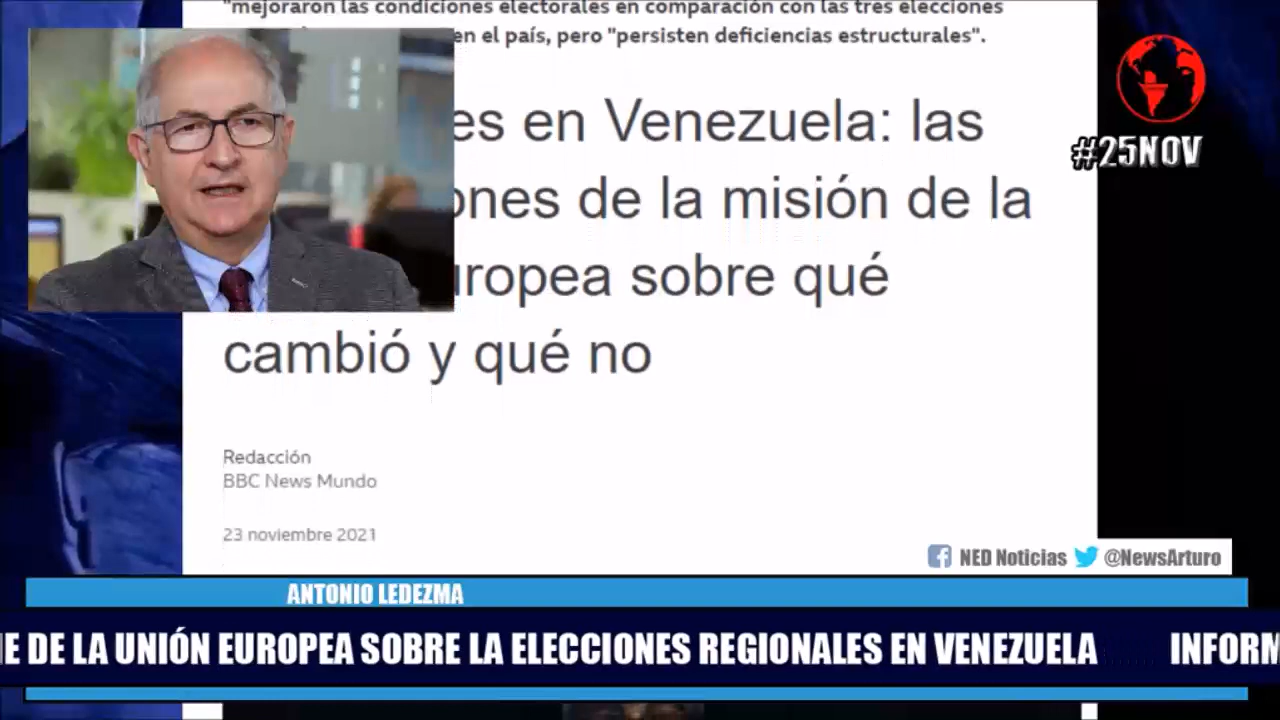 "mejoraron las condiciones electorales en comparación con las tres elecciones
en el país, pero "persisten deficiencias estructurales".
es en Venezuela: las
ones de la misión de la
uropea sobre qué
cambió y qué no
#25NOV
Redacción
BBC News Mundo
23 noviembre 2021
NED Noticias @NewsArturo
ANTONIO LEDEZMA
E DE LA UNIÓN EUROPEA SOBRE LA ELECCIONES REGIONALES EN VENEZUELA INFORM